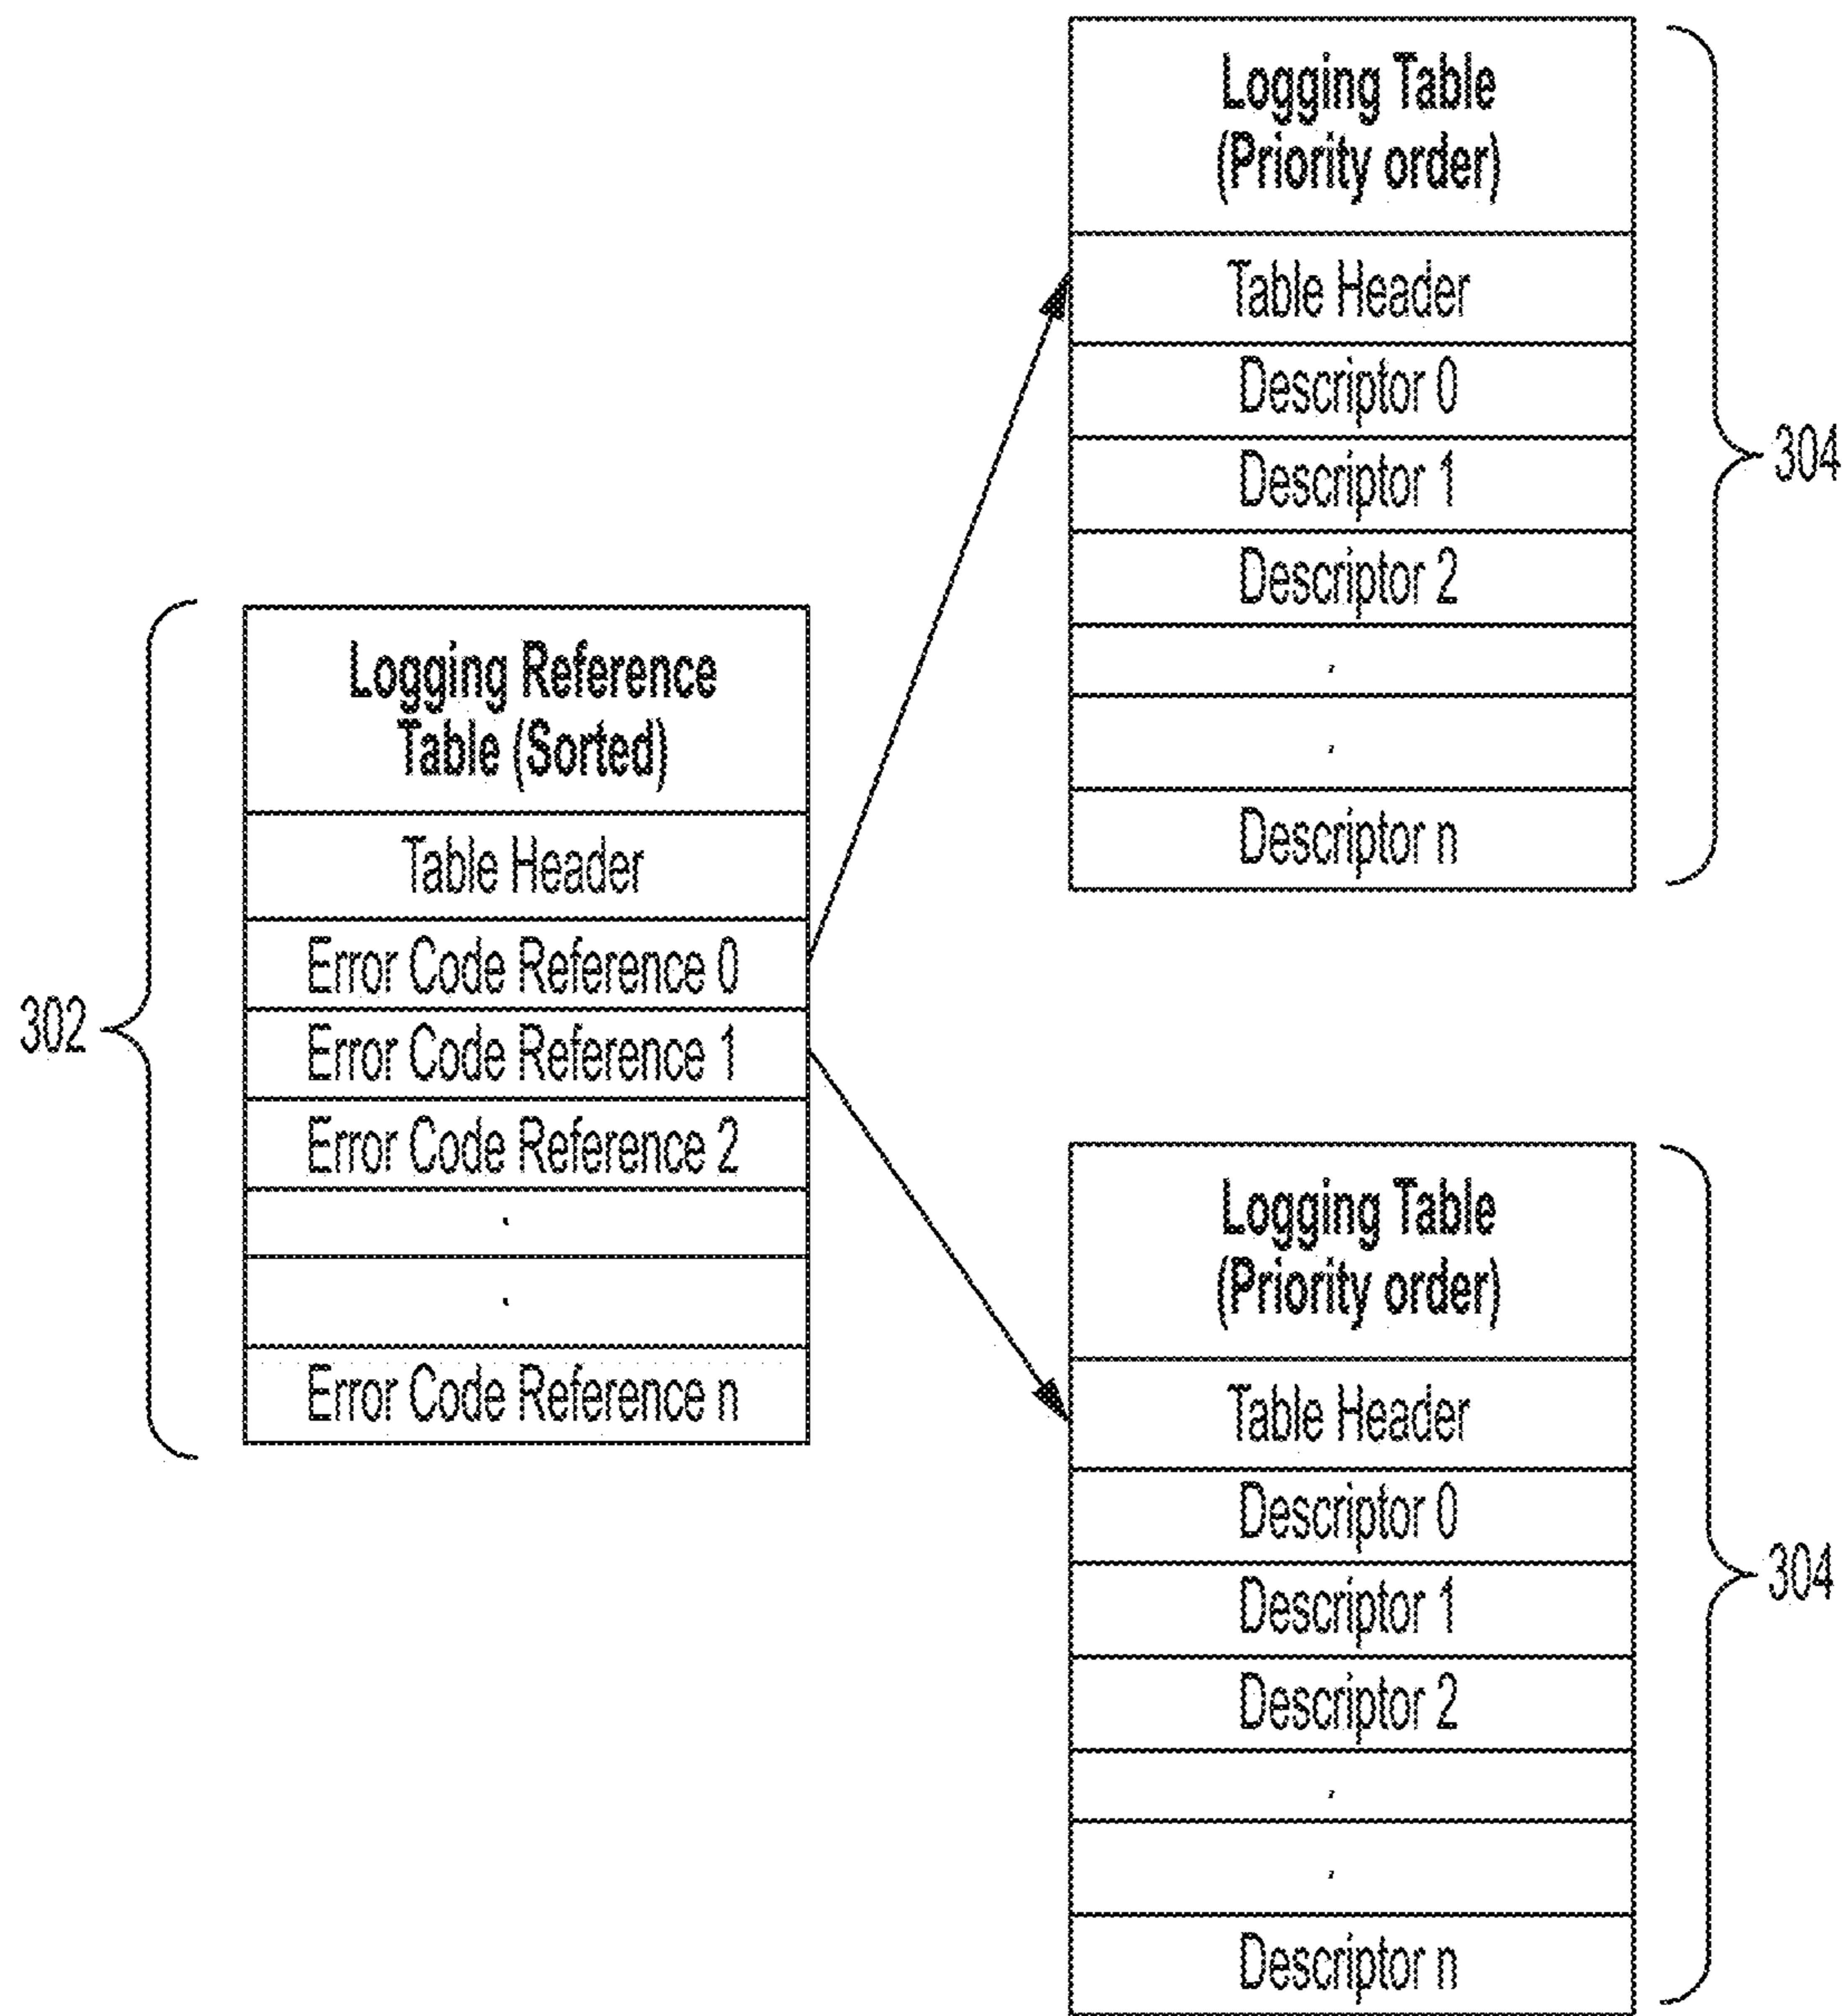 302
Logging Reference
Table (Sorted)
Table Header
Error Code Reference 0
Error Code Reference 1
Error Code Reference 2
.
.
Error Code Reference n
Logging Table
(Priority order)
Table Header
Descriptor 0
Descriptor 1
Descriptor 2
.
.
Descriptor n
304
Logging Table
(Priority order)
Table Header
Descriptor 0
Descriptor 1
Descriptor 2
.
.
Descriptor n
304